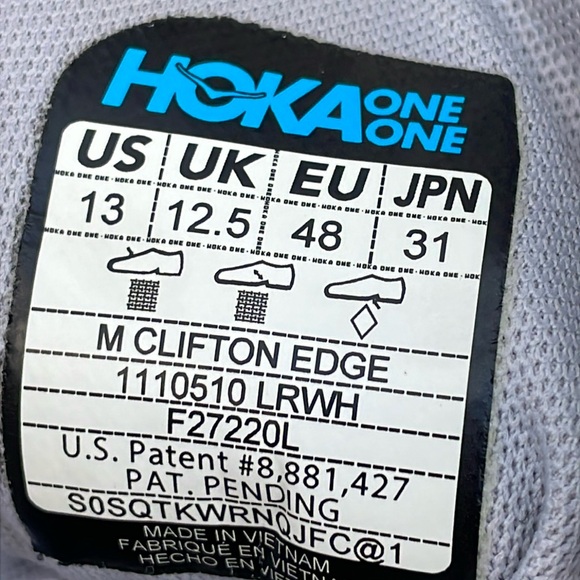 HOKA ONE ONE
US UK EU JPN
13 12.5 48 31
M CLIFTON EDGE
1110510 LRWH
F27220L
U.S. Patent #8,881,427
PAT. PENDING
S0SQTKWRNQJFC@1
MADE IN VIETNAM
FABRIQUÉ EN VIETNAM
HECHO EN VIETNAM